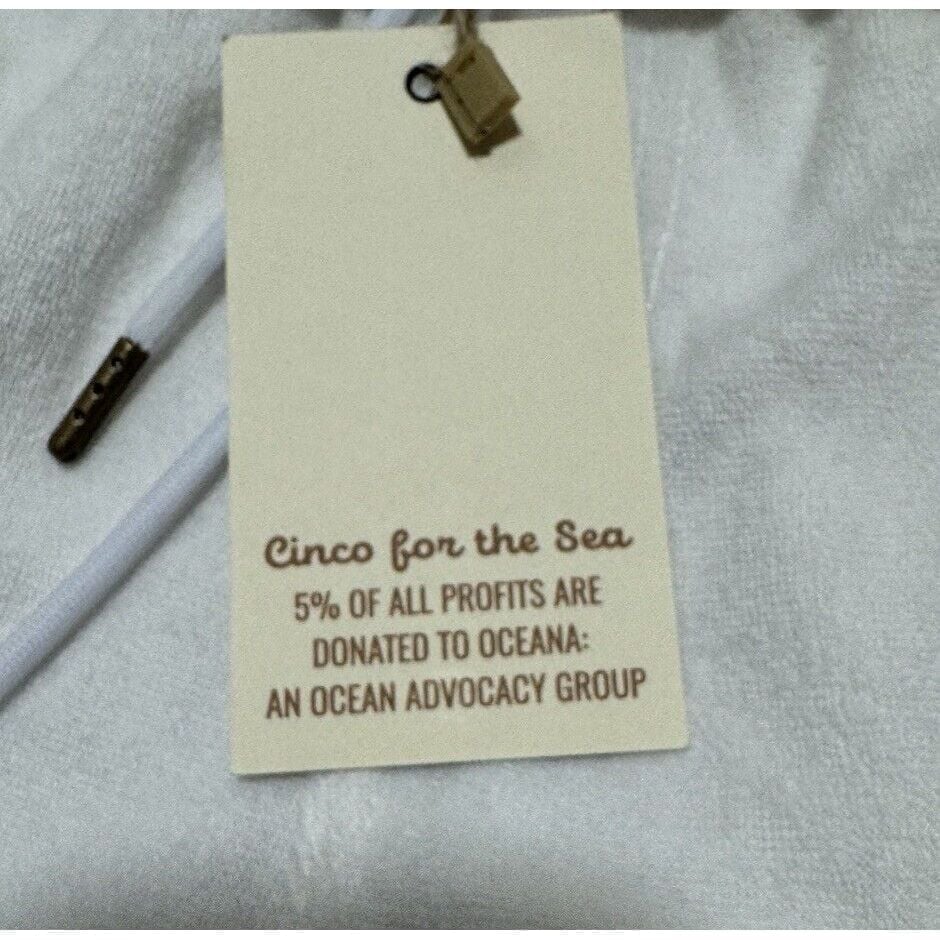 Cinco for the Sea
5% OF ALL PROFITS ARE
DONATED TO OCEANA:
AN OCEAN ADVOCACY GROUP